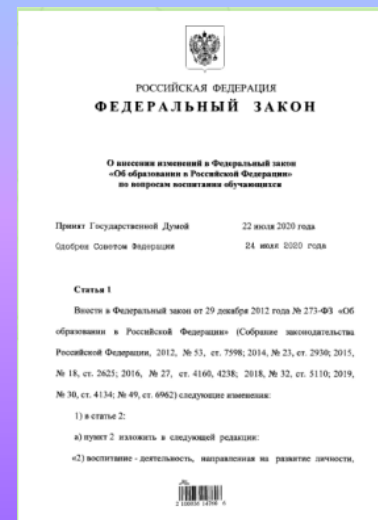 РОССИЙСКАЯ ФЕДЕРАЦИЯ
ФЕДЕРАЛЬНЫЙ ЗАКОН
О внесении изменений в Федеральный закон
«Об образовании в Российской Федерации»
по вопросам воспитания обучающихся
Принят Государственной Думой 22 июля 2020 года
Одобрен Советом Федерации 24 июля 2020 года
Статья 1
Внести в Федеральный закон от 29 декабря 2012 года № 273-ФЗ «Об
образовании в Российской Федерации» (Собрание законодательства
Российской Федерации, 2012, № 53, ст. 7598; 2014, № 23, ст. 2930; 2015,
№ 18, ст. 2625; 2016, № 27, ст. 4160, 4238; 2018, № 32, ст. 5110; 2019,
№ 30, ст. 4134; № 49, ст. 6962) следующие изменения:
1) в статье 2:
а) пункт 2 изложить в следующей редакции:
«2) воспитание - деятельность, направленная на развитие личности,